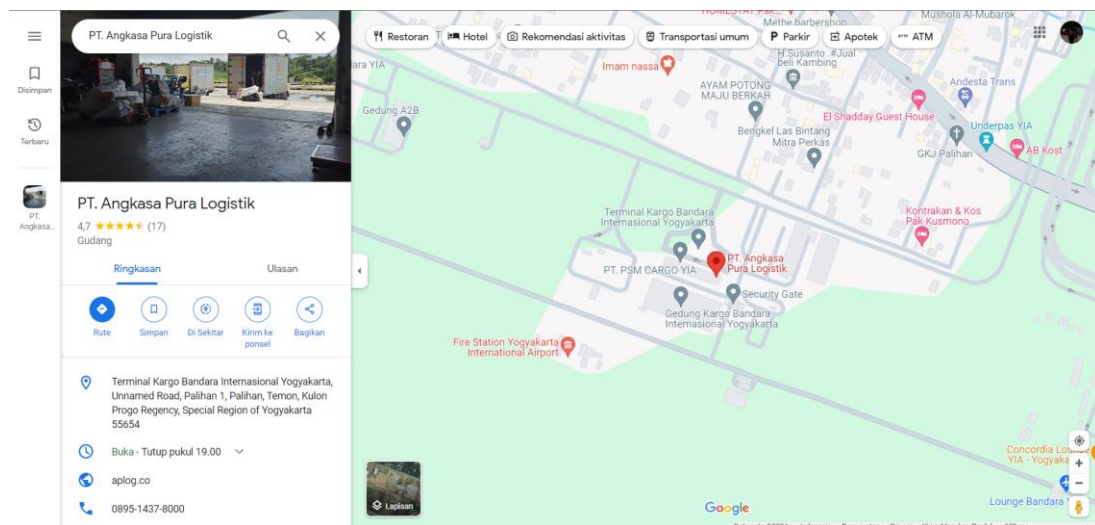 PT. Angkasa Pura Logistik
Disimpan
Terbaru
PT.
Angkasa...
PT. Angkasa Pura Logistik
4,7 ★★★★★ (17)
Gudang
Ringkasan
Ulasan
Rute
Simpan
Di Sekitar
Kirim ke
ponsel
Bagikan
Terminal Kargo Bandara Internasional Yogyakarta,
Unnamed Road, Palihan 1, Palihan, Temon, Kulon
Progo Regency, Special Region of Yogyakarta
55654
Buka · Tutup pukul 19.00
aplog.co
0895-1437-8000
Restoran
Hotel
Rekomendasi aktivitas
Transportasi umum
P Parkir
Apotek
ATM
Methe barbershop
Mushola Al-Mubarok
H.Susanto .#Jual
beli Kambing
Imam nassa
Gedung A2B
AYAM POTONG
MAJU BERKAH
Andesta Trans
El Shadday Guest House
Bengkel Las Bintang
Mitra Perkas
Underpas YIA
GKJ Palihan
AB Kost
Terminal Kargo Bandara
Internasional Yogyakarta
Kontrakan & Kos
Pak Kusmono
PT. PSM CARGO YIA
PT. Angkasa
Pura Logistik
Security Gate
Gedung Kargo Bandara
Internasional Yogyakarta
Fire Station Yogyakarta
International Airport
Concordia
YIA - Yogyaka
Lapisan
Google
Lounge Bandara